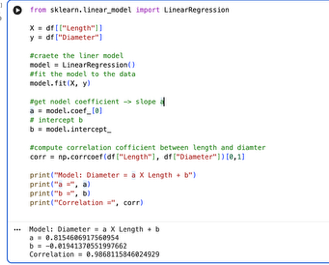 from sklearn.linear_model import LinearRegression
X = df[["Length"]]
y = df["Diameter"]
#craete the liner model
model = LinearRegression()
#fit the model to the data
model.fit(X, y)
#get nodel coefficient -> slope a
a = model.coef_[0]
# intercept b
b = model.intercept_
#compute correlation cofficient between length and diamter
corr = np.corrcoef(df["Length"], df["Diameter"])[0,1]
print("Model: Diameter = a X Length + b")
print("a =", a)
print("b =", b)
print("Correlation =", corr)
Model: Diameter = a X Length + b
a = 0.8154606917560954
b = -0.01941370551997662
Correlation = 0.9868115846024929